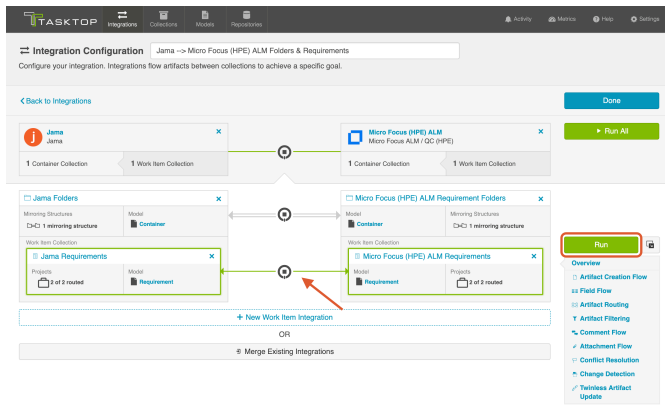 TASKTOP
Integrations
Collections
Models
Repositories
Activity
Metrics
Help
Settings
Integration Configuration
Jama --> Micro Focus (HPE) ALM Folders & Requirements
Configure your integration. Integrations flow artifacts between collections to achieve a specific goal.
Back to Integrations
Done
Jama
Jama
1 Container Collection
1 Work Item Collection
Micro Focus (HPE) ALM
Micro Focus ALM / QC (HPE)
1 Container Collection
1 Work Item Collection
Run All
Jama Folders
Mirroring Structures
1 mirroring structure
Model
Container
Work Item Collection
Jama Requirements
Projects
2 of 2 routed
Model
Requirement
Micro Focus (HPE) ALM Requirement Folders
Model
Container
Mirroring Structures
1 mirroring structure
Work Item Collection
Micro Focus (HPE) ALM Requirements
Model
Requirement
Projects
2 of 2 routed
Run
Overview
Artifact Creation Flow
Field Flow
Artifact Routing
Artifact Filtering
Comment Flow
Attachment Flow
Conflict Resolution
Change Detection
Twinless Artifact
Update
+ New Work Item Integration
OR
Merge Existing Integrations